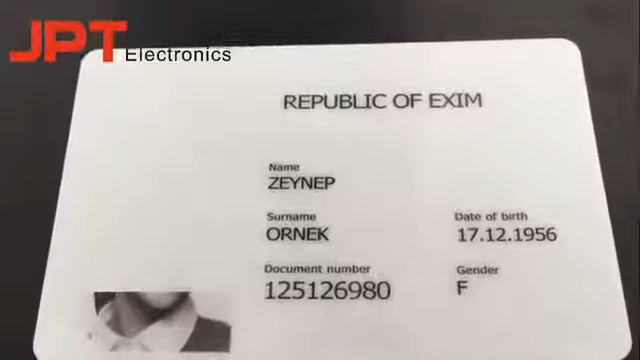 JPT Electronics
REPUBLIC OF EXIM
Name
ZEYNEP
Surname
ORNEK
Date of birth
17.12.1956
Document number
125126980
Gender
F